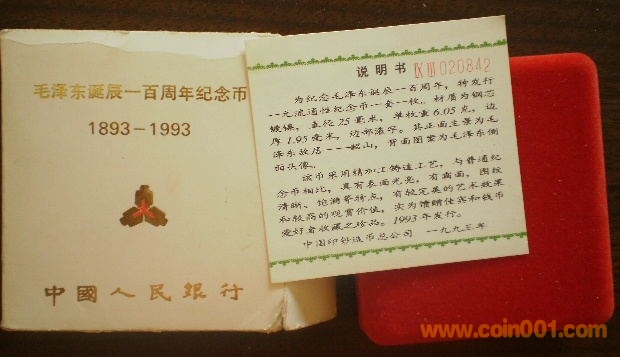 毛泽东诞辰一百周年纪念币
1893-1993
中國人民銀行
说明书 020842
为纪念毛泽东诞辰一百周年，特发行
一元流通性纪念币一套一枚。材质为钢芯
镀镍，直径25毫米，单枚重6.05克，边
厚1.95毫米，边部滚字。其正面主景为毛
泽东故居——韶山，背面图案为毛泽东侧
面头像。
该币采用精加工铸造工艺，与普通纪
念币相比，具有表面光亮，有镜面，图纹
清晰、饱满等特点，有较完美的艺术效果
和较高的观赏价值，实为馈赠佳宾和钱币
爱好者收藏之珍品。1993年发行。
中国印钞造币总公司 一九九三年
www.coin001.com